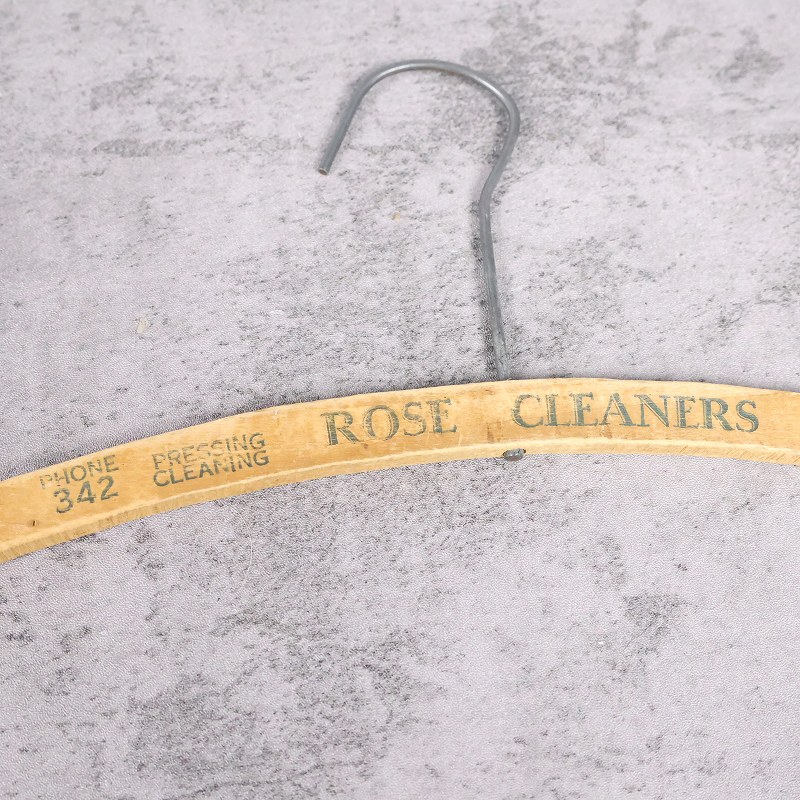 PHONE
342
PRESSING
CLEANING
ROSE CLEANERS